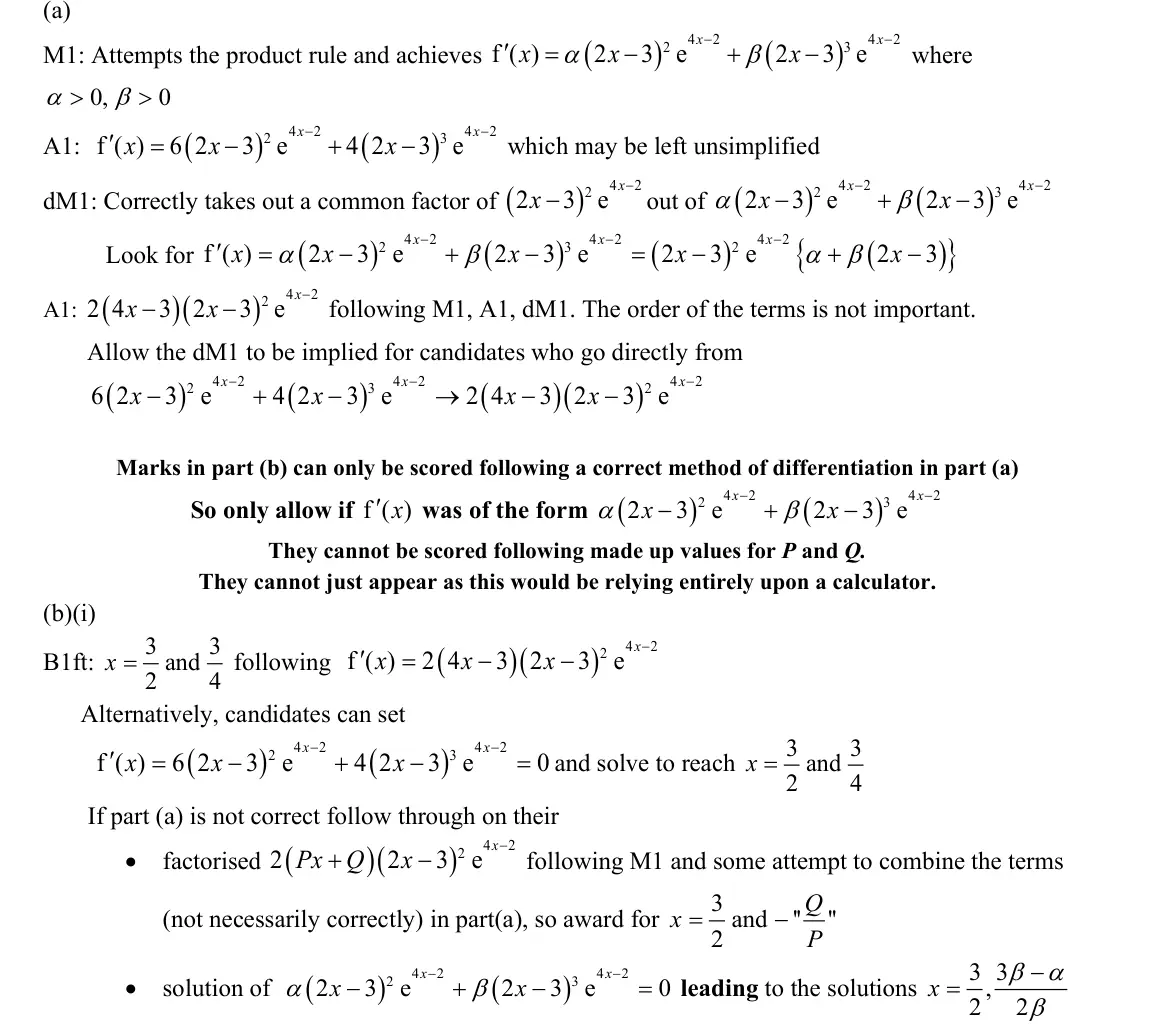 (a)
M1: Attempts the product rule and achieves f′(x) = α(2x−3)² e^{4x−2} + β(2x−3)³ e^{4x−2} where
α > 0, β > 0
A1: f′(x) = 6(2x−3)² e^{4x−2} + 4(2x−3)³ e^{4x−2} which may be left unsimplified
dM1: Correctly takes out a common factor of (2x−3)² e^{4x−2} out of α(2x−3)² e^{4x−2} + β(2x−3)³ e^{4x−2}
Look for f′(x) = α(2x−3)² e^{4x−2} + β(2x−3)³ e^{4x−2} = (2x−3)² e^{4x−2} {α + β(2x−3)}
A1: 2(4x−3)(2x−3)² e^{4x−2} following M1, A1, dM1. The order of the terms is not important.
Allow the dM1 to be implied for candidates who go directly from
6(2x−3)² e^{4x−2} + 4(2x−3)³ e^{4x−2} → 2(4x−3)(2x−3)² e^{4x−2}
Marks in part (b) can only be scored following a correct method of differentiation in part (a)
So only allow if f′(x) was of the form α(2x−3)² e^{4x−2} + β(2x−3)³ e^{4x−2}
They cannot be scored following made up values for P and Q.
They cannot just appear as this would be relying entirely upon a calculator.
(b)(i)
B1ft: x = 3/2 and 3/4 following f′(x) = 2(4x−3)(2x−3)² e^{4x−2}
Alternatively, candidates can set
f′(x) = 6(2x−3)² e^{4x−2} + 4(2x−3)³ e^{4x−2} = 0 and solve to reach x = 3/2 and 3/4
If part (a) is not correct follow through on their
• factorised 2(Px+Q)(2x−3)² e^{4x−2} following M1 and some attempt to combine the terms
(not necessarily correctly) in part(a), so award for x = 3/2 and −"Q/P"
• solution of α(2x−3)² e^{4x−2} + β(2x−3)³ e^{4x−2} = 0 leading to the solutions x = 3/2, (3β−α)/(2β)